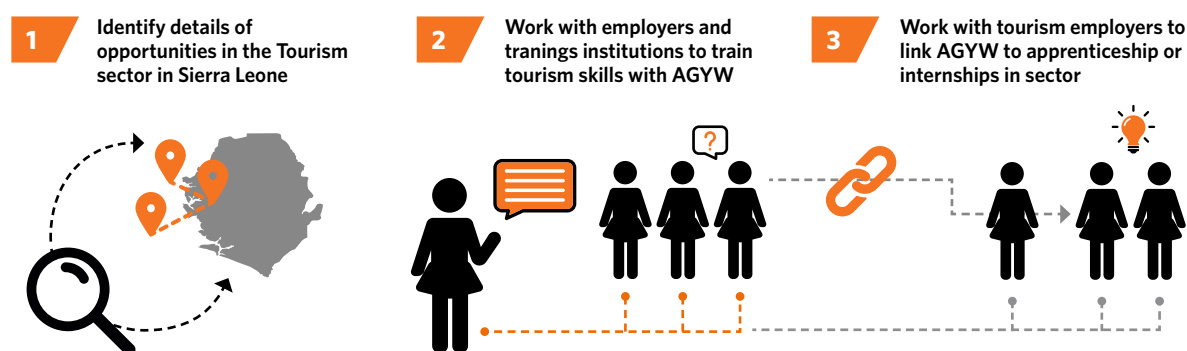 1
Identify details of
opportunities in the Tourism
sector in Sierra Leone
2
Work with employers and
tranings institutions to train
tourism skills with AGYW
3
Work with tourism employers to
link AGYW to apprenticeship or
internships in sector
?